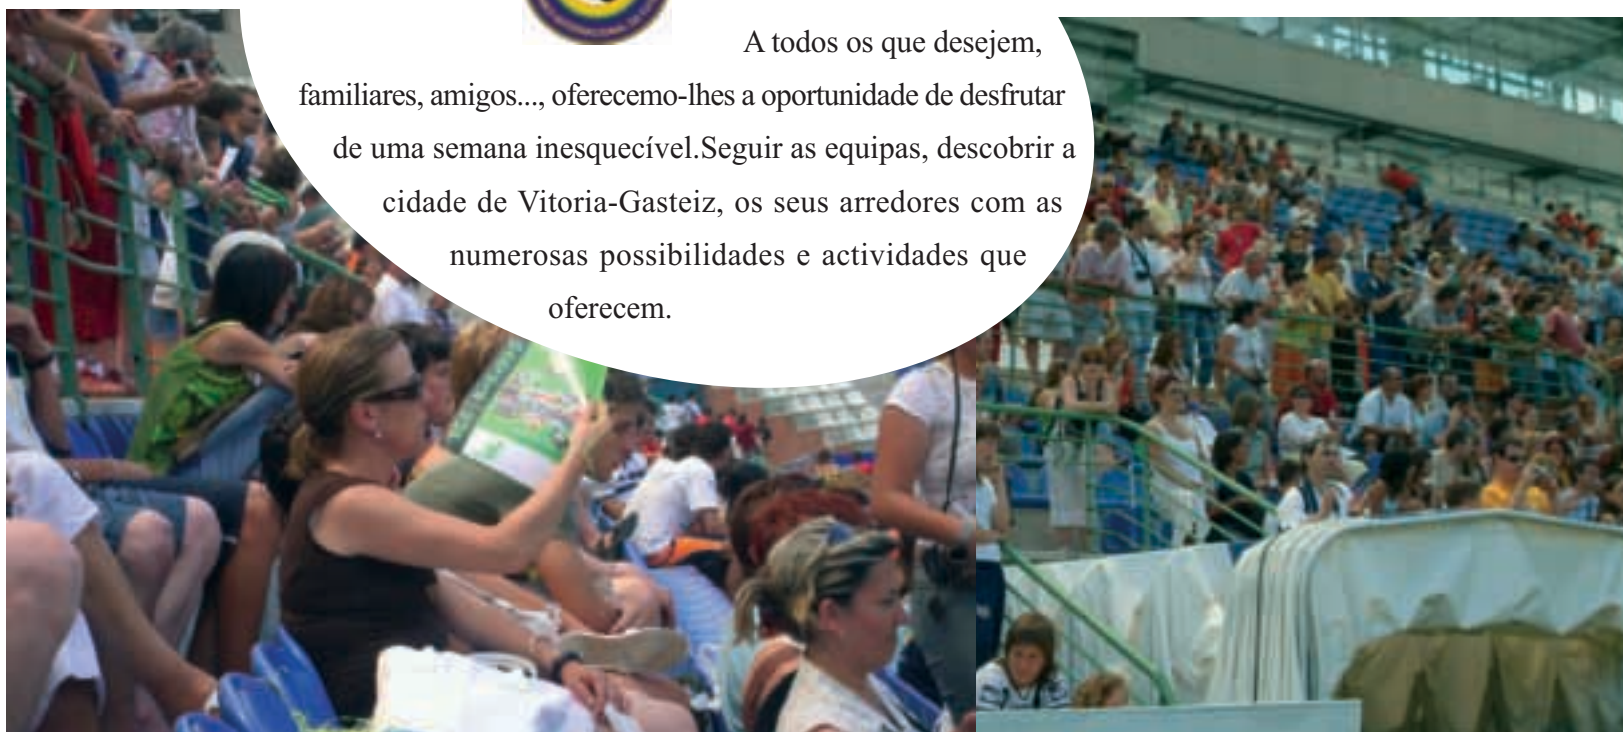 A todos os que desejem,
familiares, amigos..., oferecemo-lhes a oportunidade de desfrutar
de uma semana inesquecível.Seguir as equipas, descobrir a
cidade de Vitoria-Gasteiz, os seus arredores com as
numerosas possibilidades e actividades que
oferecem.